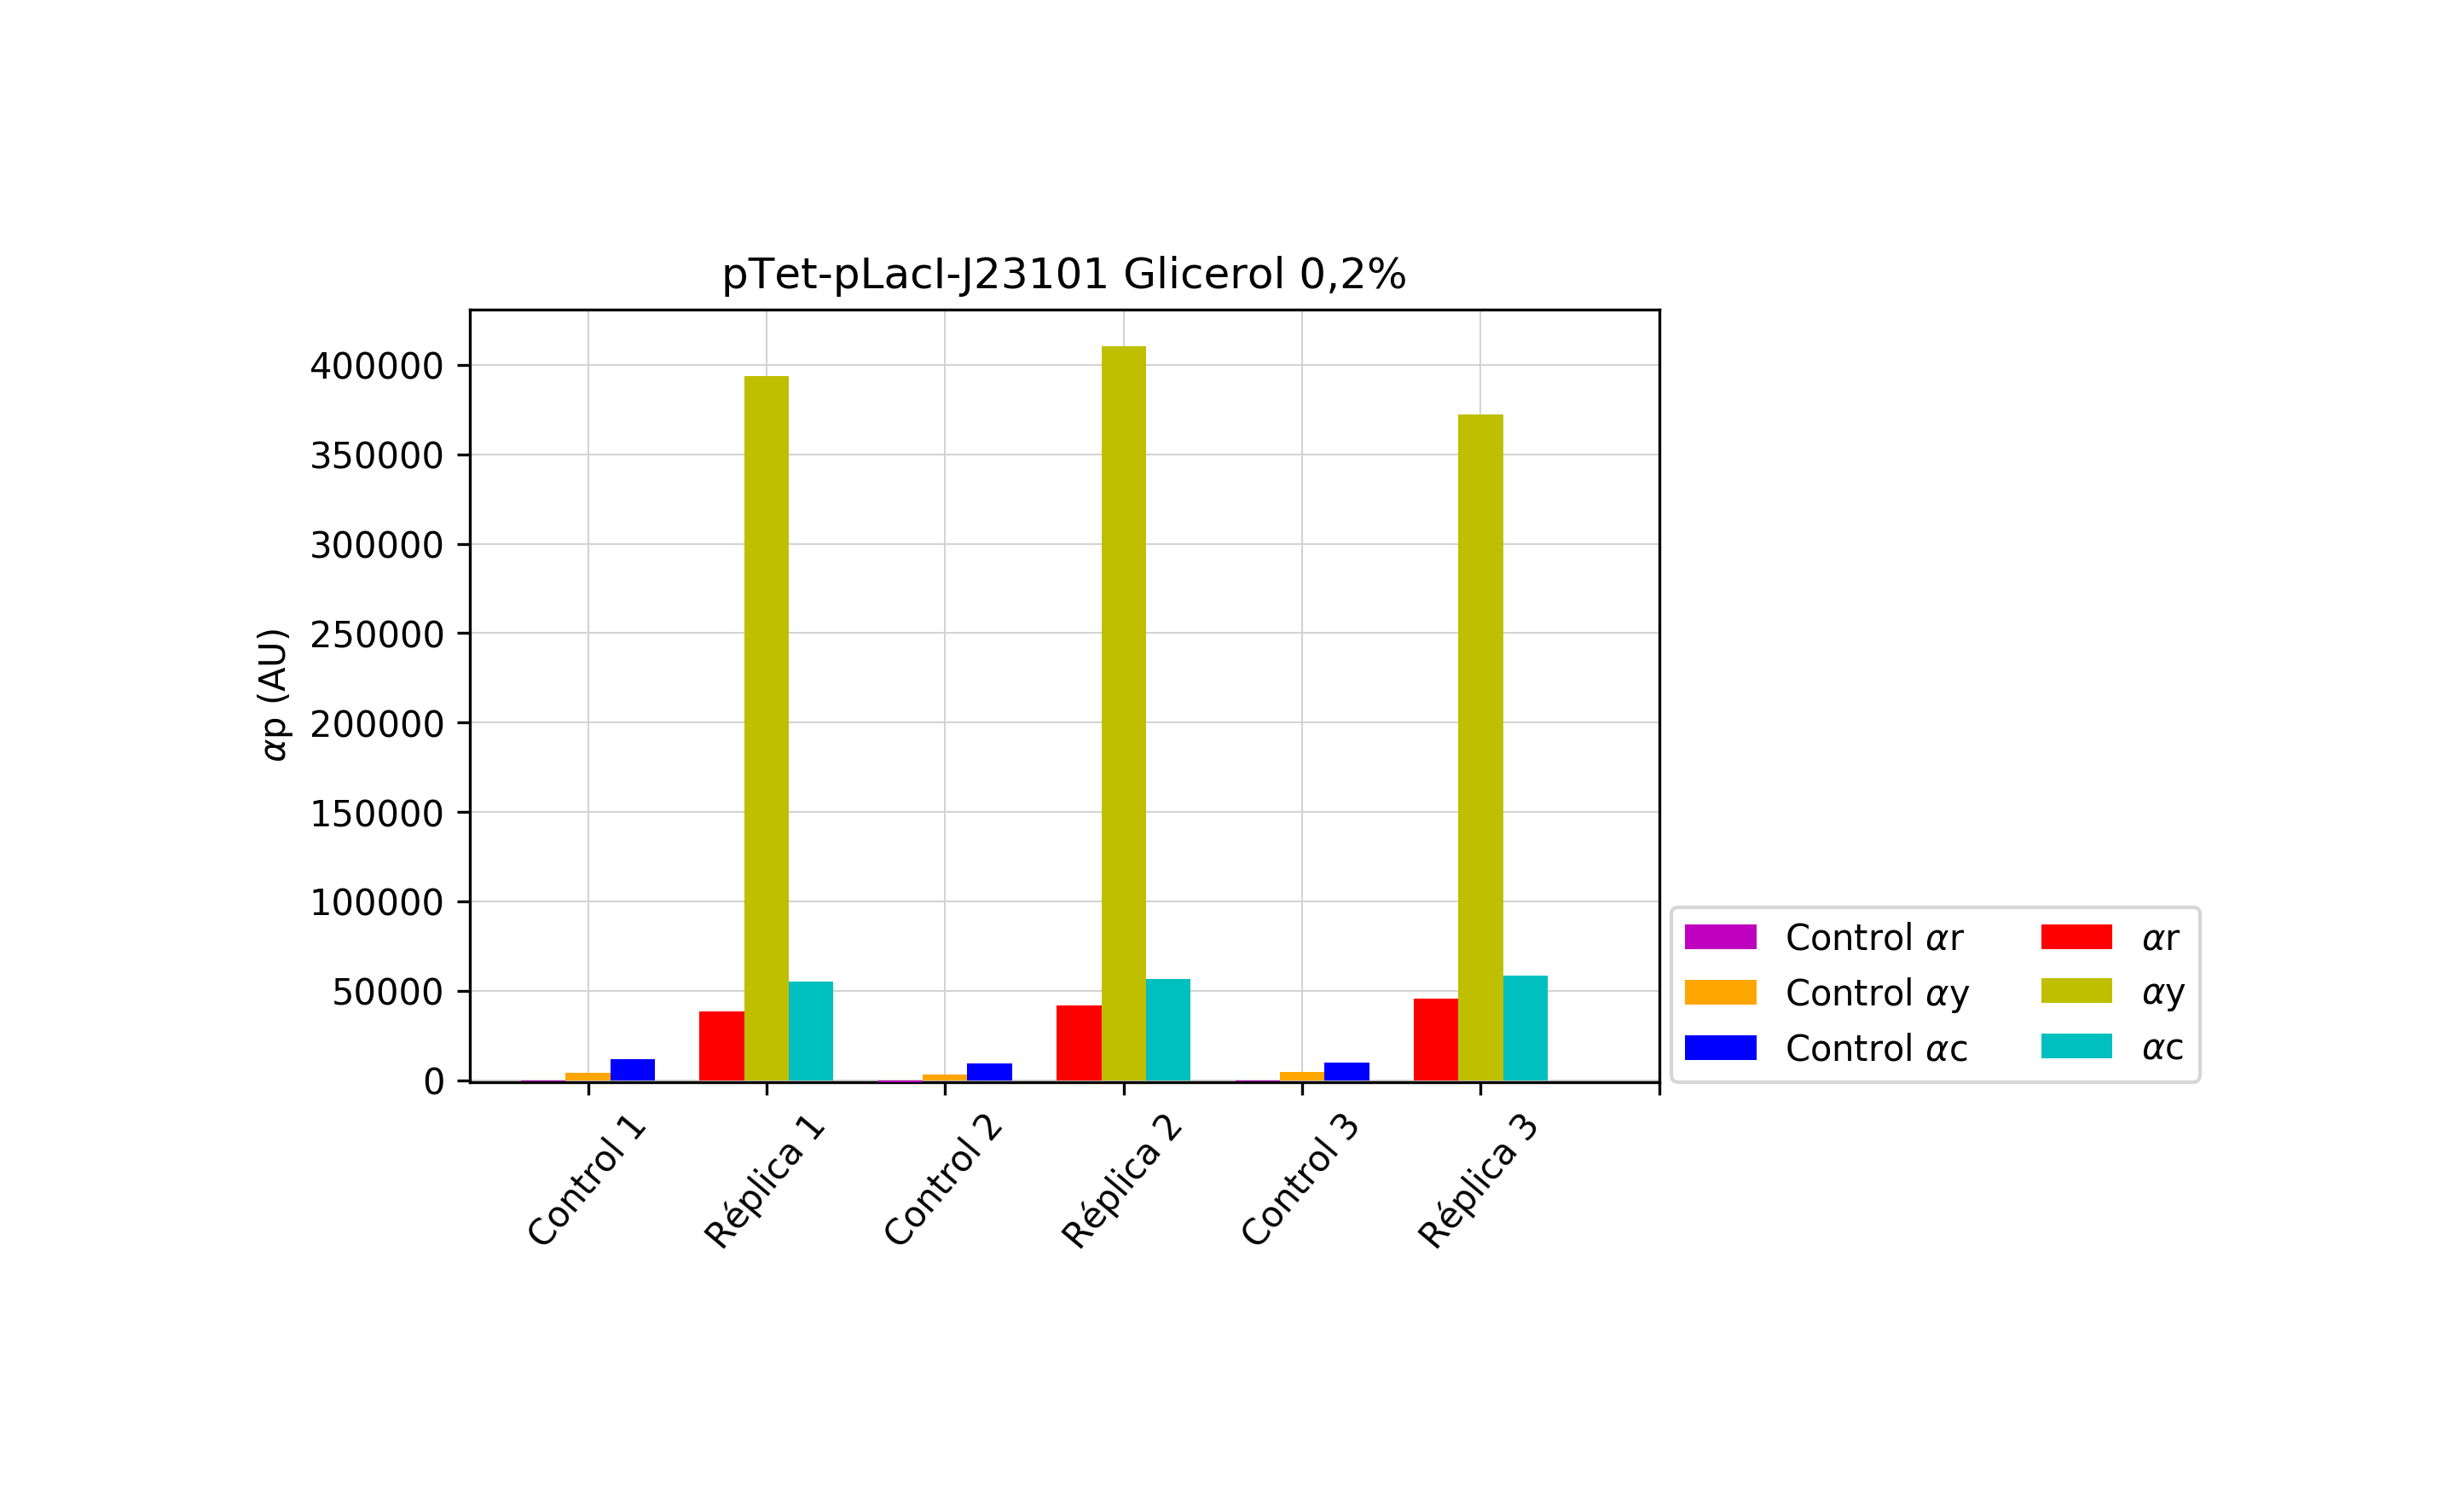 pTet-pLacI-J23101 Glicerol 0,2%
αp (AU)
400000
350000
300000
250000
200000
150000
100000
50000
0
Control 1
Réplica 1
Control 2
Réplica 2
Control 3
Réplica 3
Control αr
Control αy
Control αc
αr
αy
αc